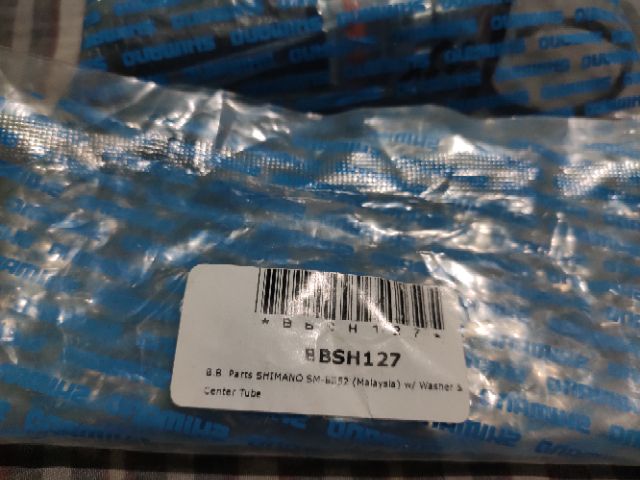 SHIMANO
*BBSH127*
BBSH127
B.B. Parts SHIMANO SM-BB52 (Malaysia) w/ Washer &
Center Tube